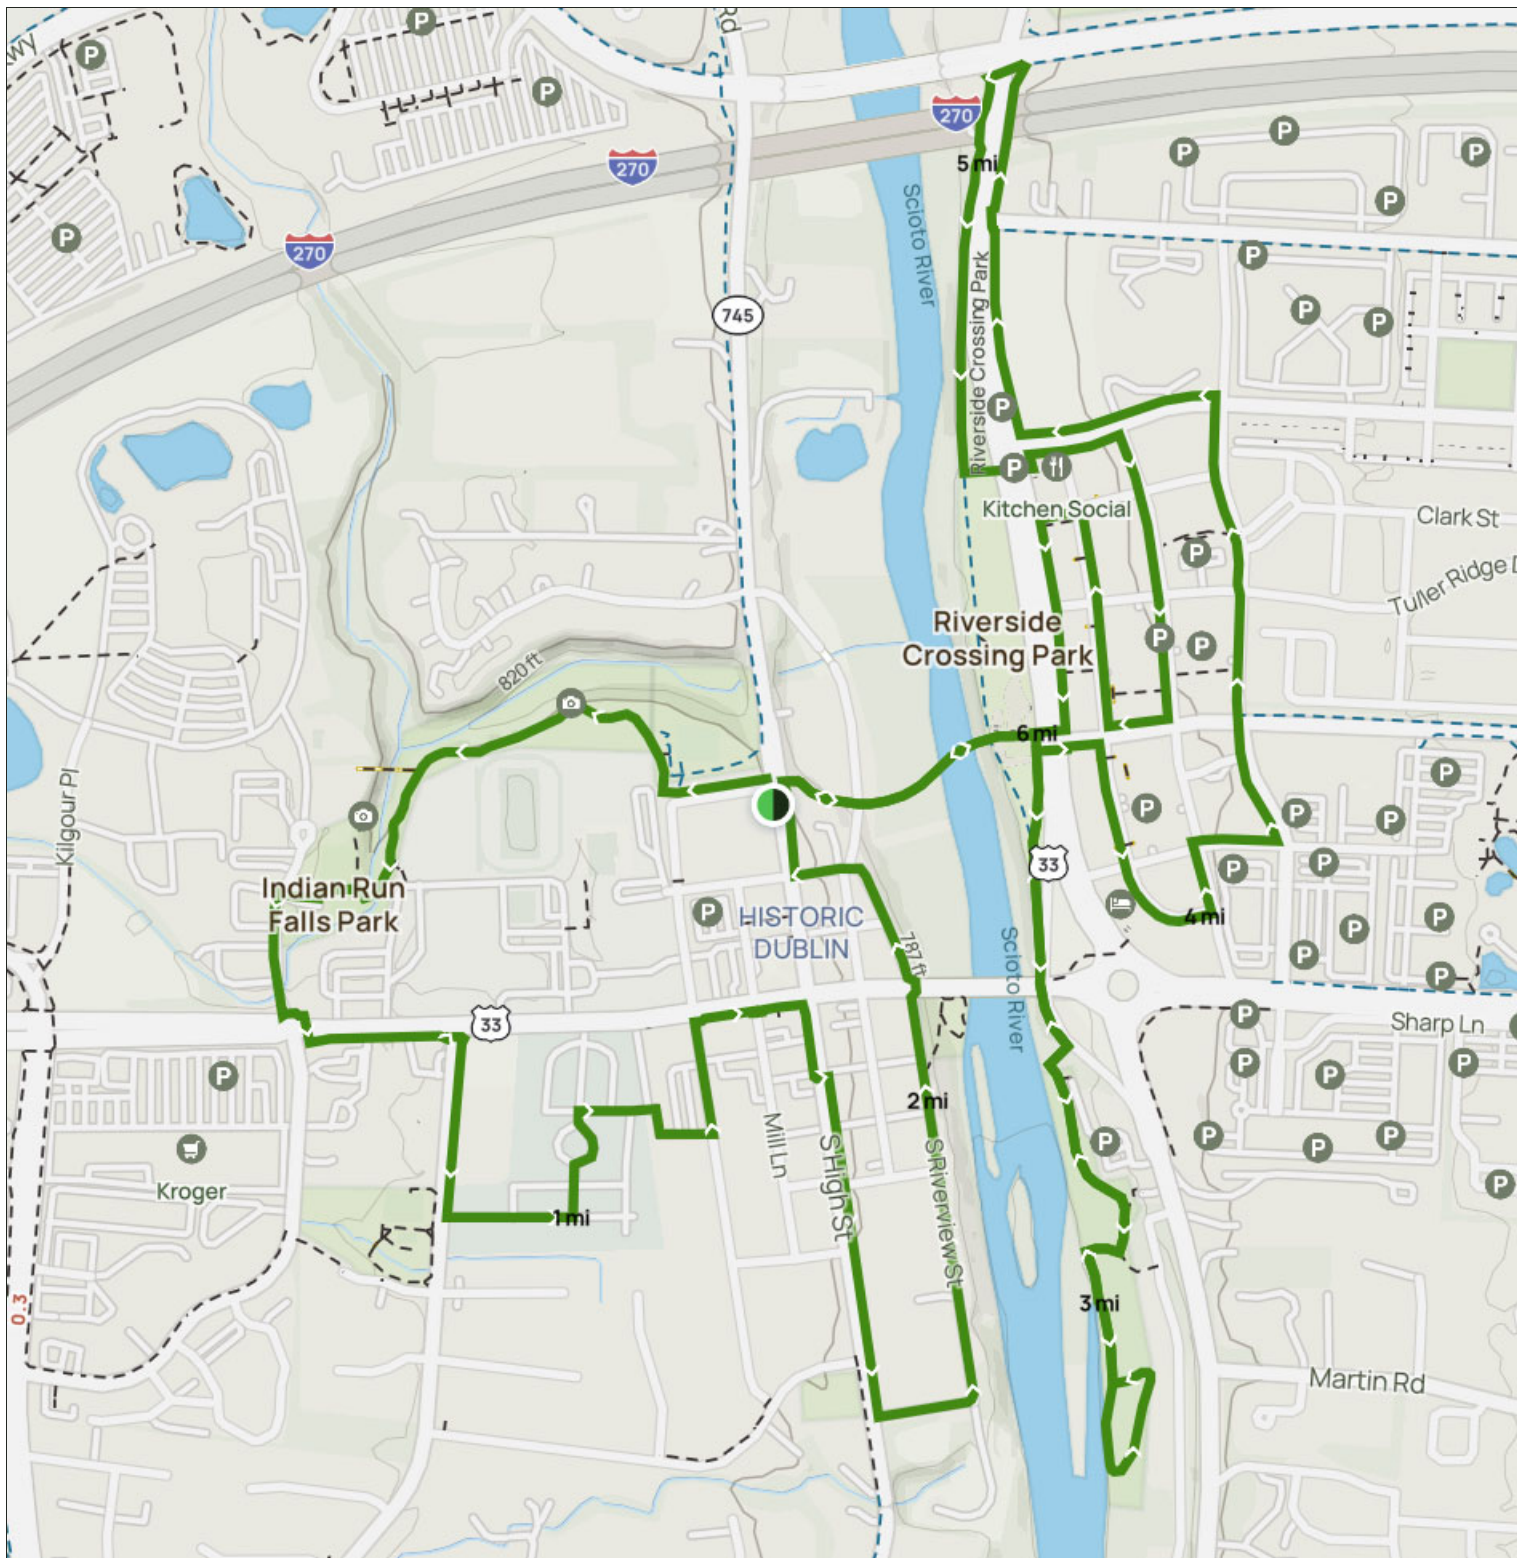 wy
Rd
P
P
P
P
270
270
270
5 mi
P
P
P
P
Scioto River
745
Riverside Crossing Park
P
P
P
P
P
Kitchen Social
Clark St
P
Tuller Ridge D
Riverside
Crossing Park
P
P
820 ft
6 mi
P
Kilgour Pl
P
P
P
33
P
P
Indian Run
Falls Park
P
HISTORIC
DUBLIN
4 mi
P
P
787 ft
P
P
Scioto River
33
P
Sharp Ln
P
P
P
P
2 mi
Mill Ln
S High St
S Riverview St
P
P
P
P
Kroger
P
1 mi
3 mi
0.3
Martin Rd